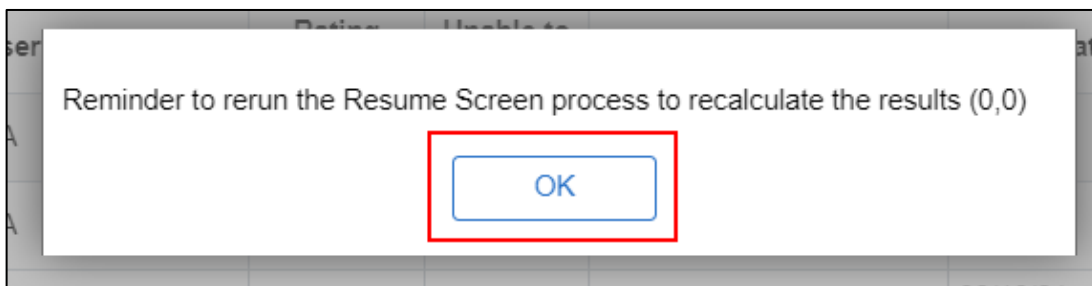 Reminder to rerun the Resume Screen process to recalculate the results (0,0)
OK